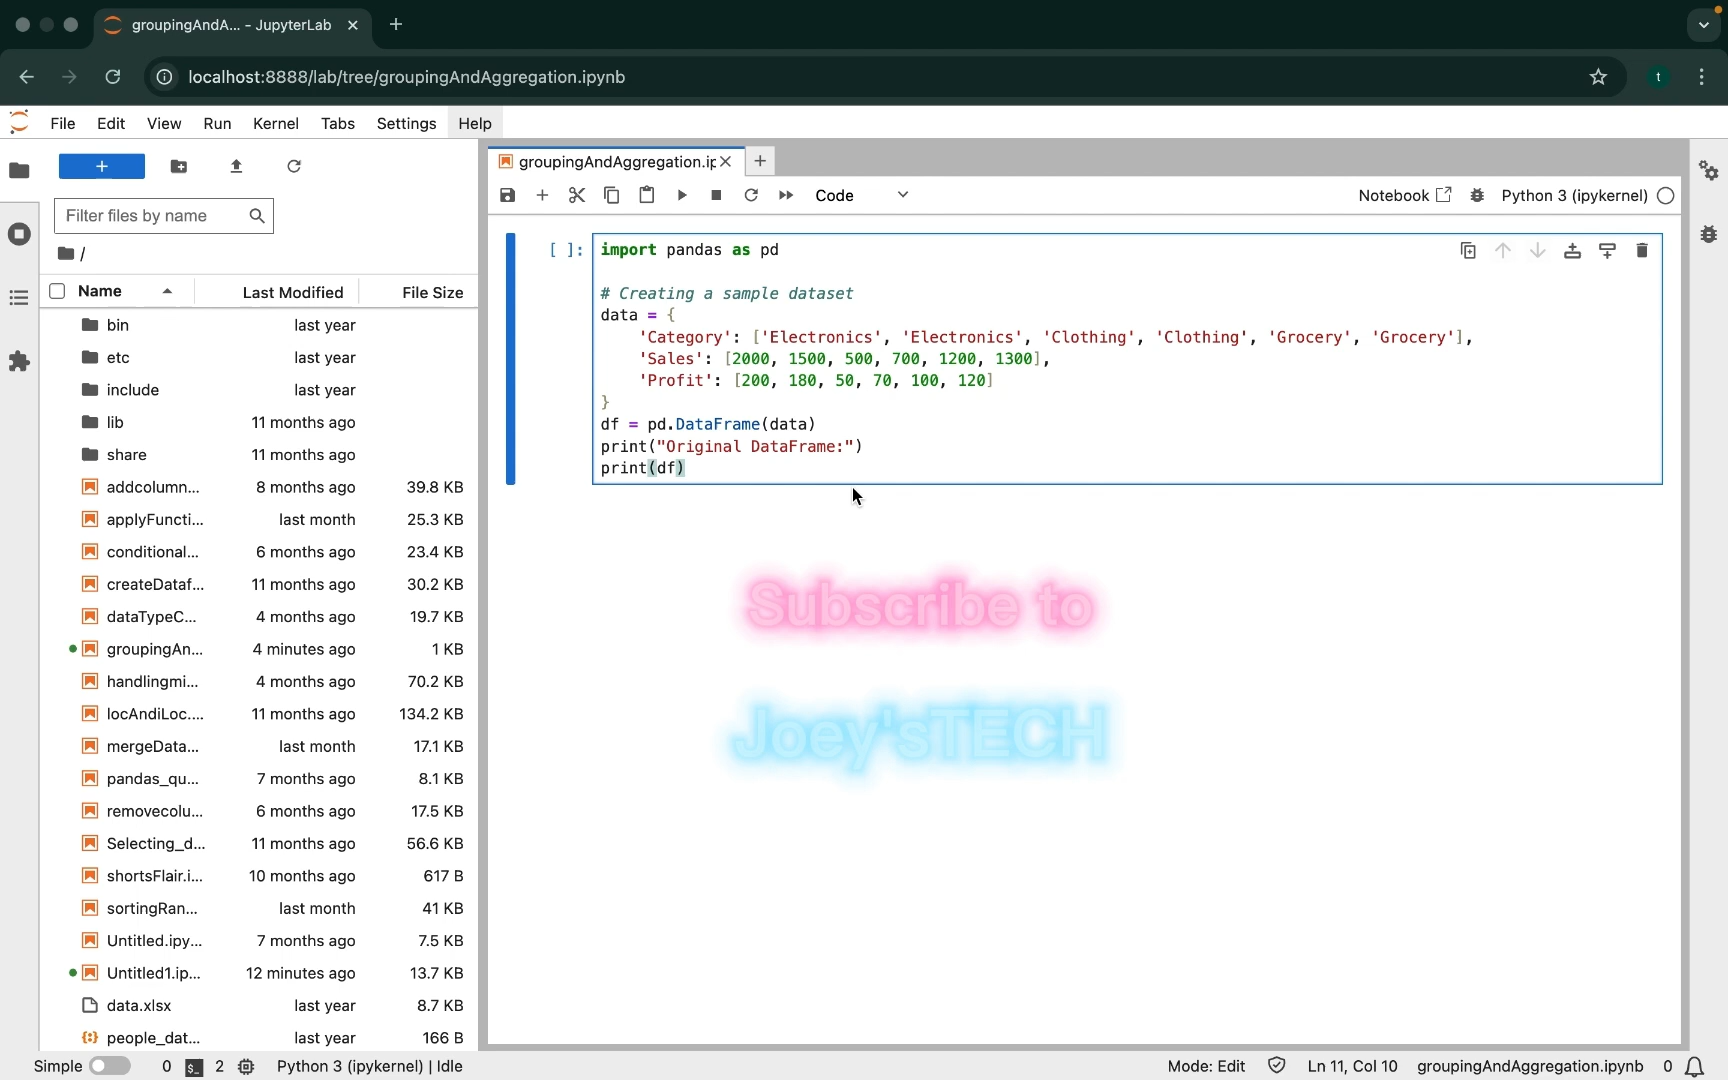 groupingAndA... - JupyterLab
localhost:8888/lab/tree/groupingAndAggregation.ipynb
t
File Edit View Run Kernel Tabs Settings Help
+
Filter files by name
/
Name Last Modified File Size
bin last year
etc last year
include last year
lib 11 months ago
share 11 months ago
addcolumn... 8 months ago 39.8 KB
applyFuncti... last month 25.3 KB
conditional... 6 months ago 23.4 KB
createDataf... 11 months ago 30.2 KB
dataTypeC... 4 months ago 19.7 KB
groupingAn... 4 minutes ago 1 KB
handlingmi... 4 months ago 70.2 KB
locAndiLoc.... 11 months ago 134.2 KB
mergeData... last month 17.1 KB
pandas_qu... 7 months ago 8.1 KB
removecolu... 6 months ago 17.5 KB
Selecting_d... 11 months ago 56.6 KB
shortsFlair.i... 10 months ago 617 B
sortingRan... last month 41 KB
Untitled.ipy... 7 months ago 7.5 KB
Untitled1.ip... 12 minutes ago 13.7 KB
data.xlsx last year 8.7 KB
people_dat... last year 166 B
groupingAndAggregation.ip
Code
Notebook Python 3 (ipykernel)
[ ]: import pandas as pd
# Creating a sample dataset
data = {
    'Category': ['Electronics', 'Electronics', 'Clothing', 'Clothing', 'Grocery', 'Grocery'],
    'Sales': [2000, 1500, 500, 700, 1200, 1300],
    'Profit': [200, 180, 50, 70, 100, 120]
}
df = pd.DataFrame(data)
print("Original DataFrame:")
print(df)
Subscribe to
Joey'sTECH
Simple 0 2 Python 3 (ipykernel) | Idle Mode: Edit Ln 11, Col 10 groupingAndAggregation.ipynb 0